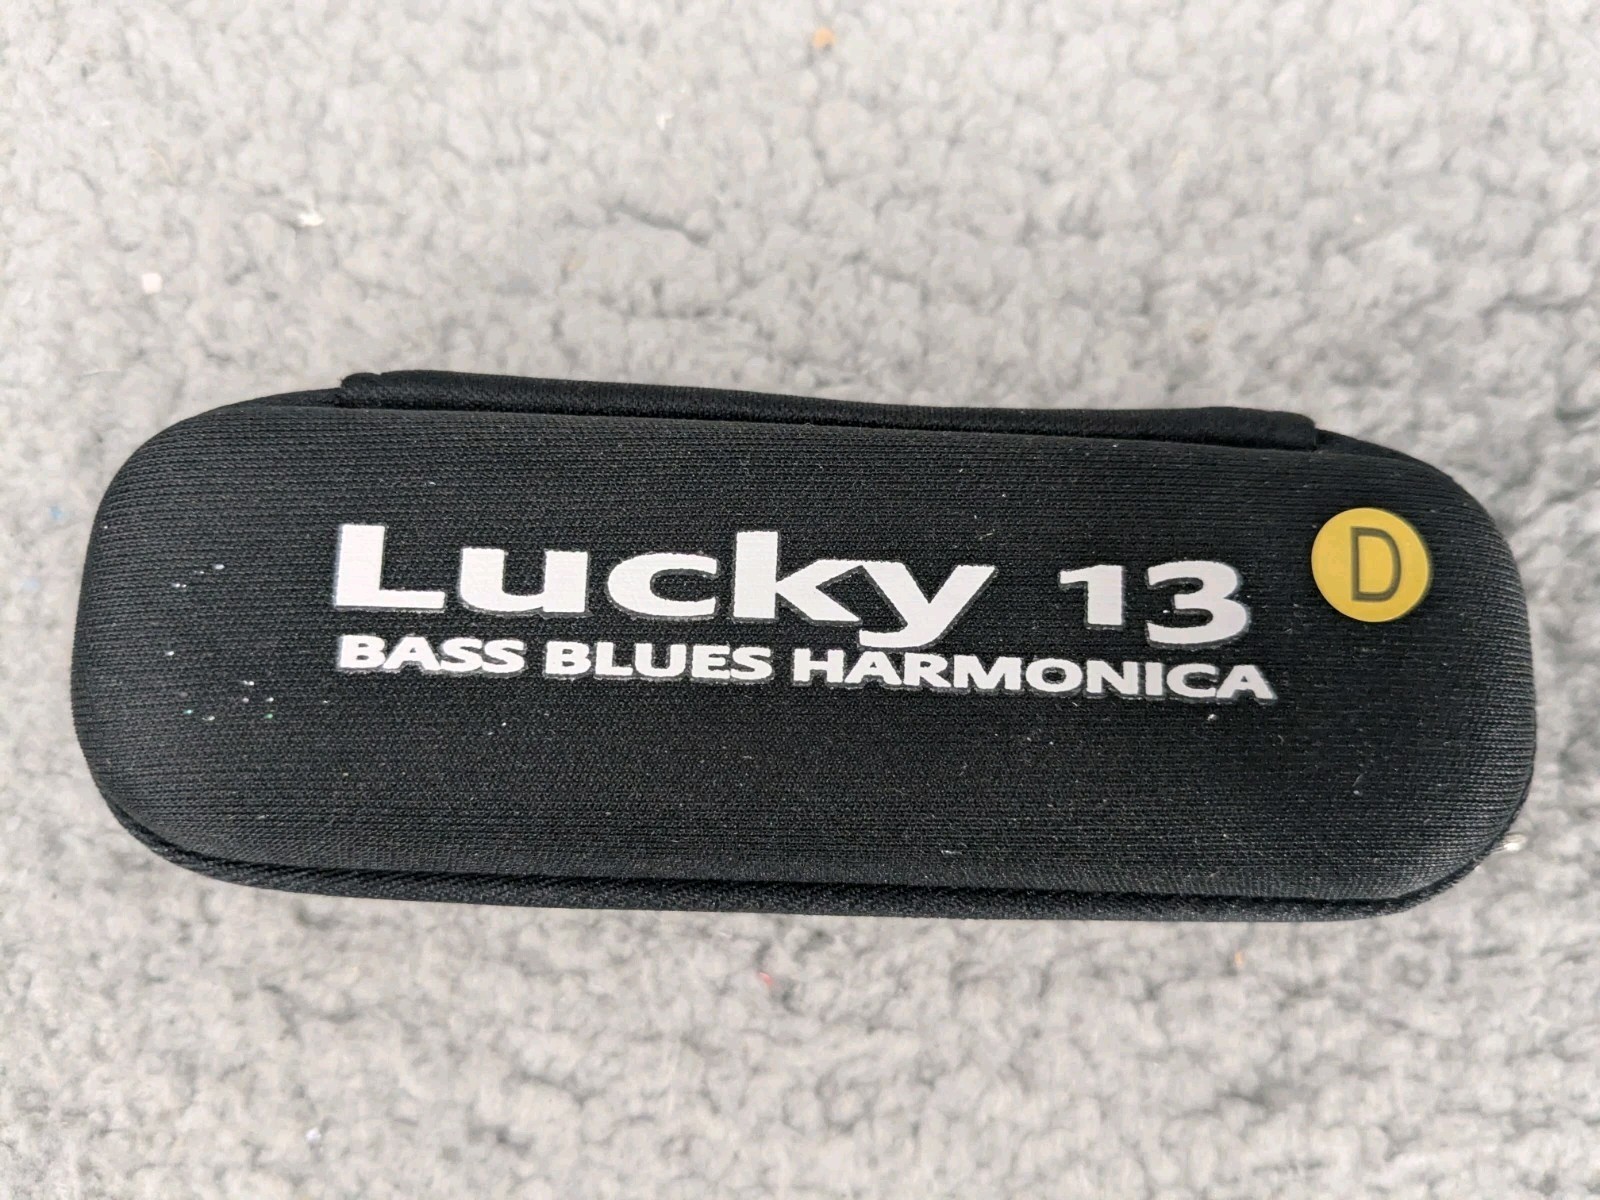 Lucky 13
BASS BLUES HARMONICA
D